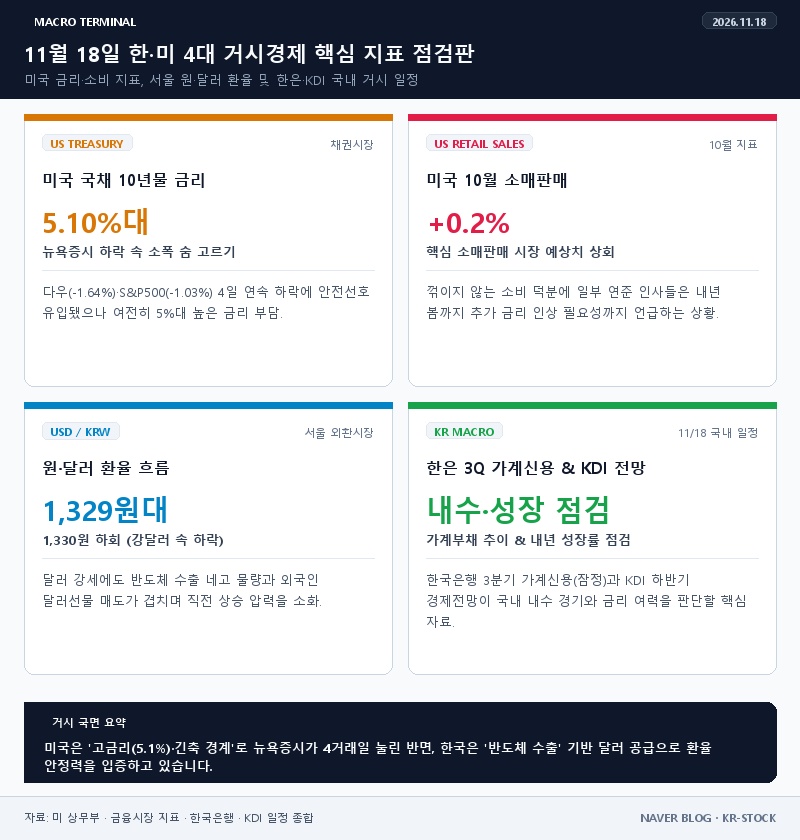 MACRO TERMINAL
2026.11.18
11월 18일 한·미 4대 거시경제 핵심 지표 점검판
미국 금리·소비 지표, 서울 원·달러 환율 및 한은·KDI 국내 거시 일정
US TREASURY
채권시장
미국 국채 10년물 금리
5.10%대
뉴욕증시 하락 속 소폭 숨 고르기
다우(-1.64%)·S&P500(-1.03%) 4일 연속 하락에 안전선호
유입됐으나 여전히 5%대 높은 금리 부담.
US RETAIL SALES
10월 지표
미국 10월 소매판매
+0.2%
핵심 소매판매 시장 예상치 상회
꺾이지 않는 소비 덕분에 일부 연준 인사들은 내년
봄까지 추가 금리 인상 필요성까지 언급하는 상황.
USD / KRW
서울 외환시장
원·달러 환율 흐름
1,329원대
1,330원 하회 (강달러 속 하락)
달러 강세에도 반도체 수출 네고 물량과 외국인
달러선물 매도가 겹치며 직전 상승 압력을 소화.
KR MACRO
11/18 국내 일정
한은 3Q 가계신용 & KDI 전망
내수·성장 점검
가계부채 추이 & 내년 성장률 점검
한국은행 3분기 가계신용(잠정)과 KDI 하반기
경제전망이 국내 내수 경기와 금리 여력을 판단할 핵심
자료.
거시 국면 요약
미국은 '고금리(5.1%)·긴축 경계'로 뉴욕증시가 4거래일 눌린 반면, 한국은 '반도체 수출' 기반 달러 공급으로 환율
안정력을 입증하고 있습니다.
자료: 미 상무부 · 금융시장 지표 · 한국은행 · KDI 일정 종합
NAVER BLOG · KR-STOCK